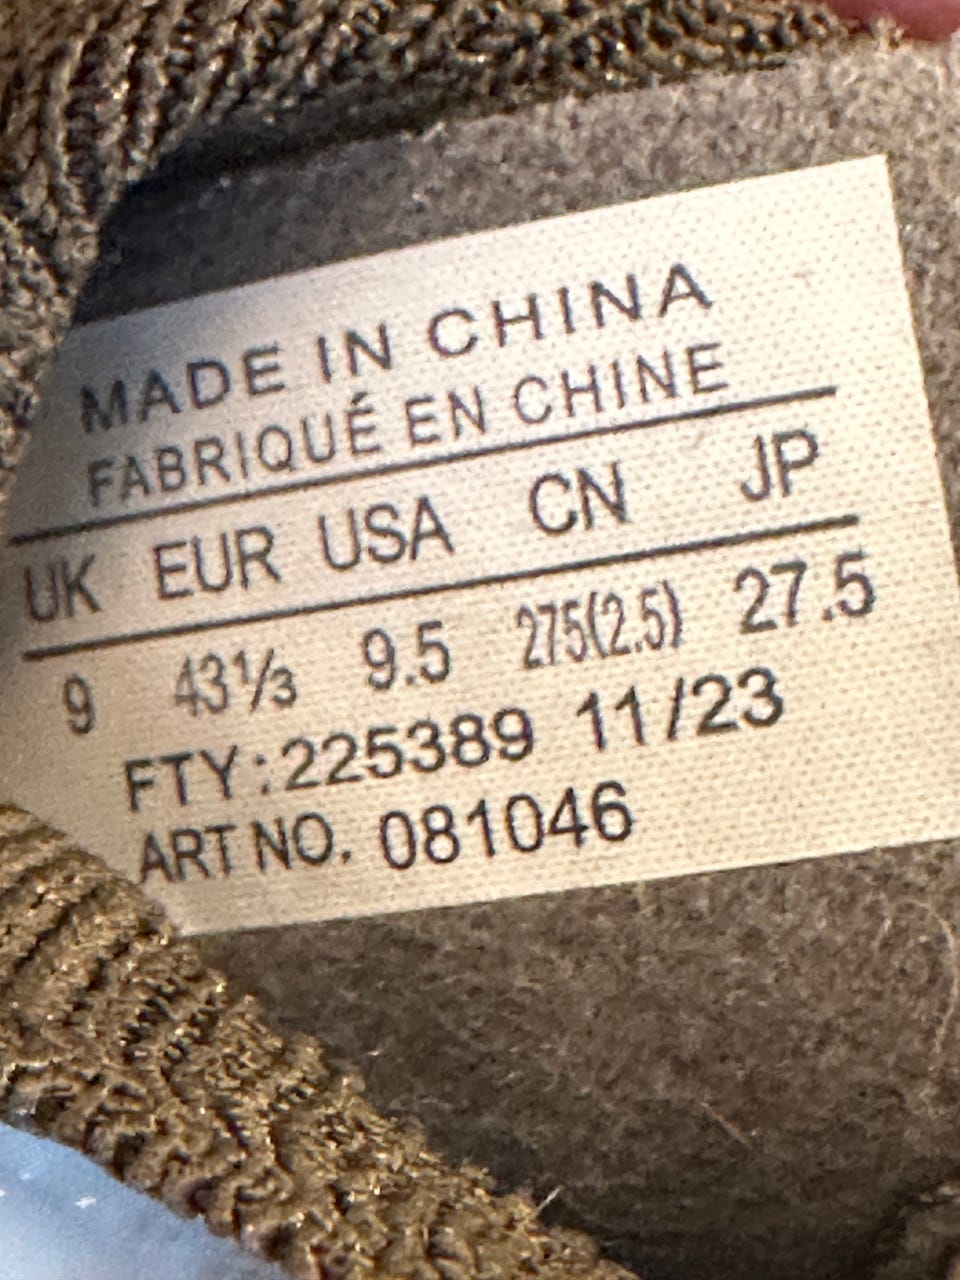 MADE IN CHINA
FABRIQUÉ EN CHINE
UK EUR USA CN JP
9 43⅓ 9.5 275(2.5) 27.5
FTY:225389 11/23
ART NO. 081046